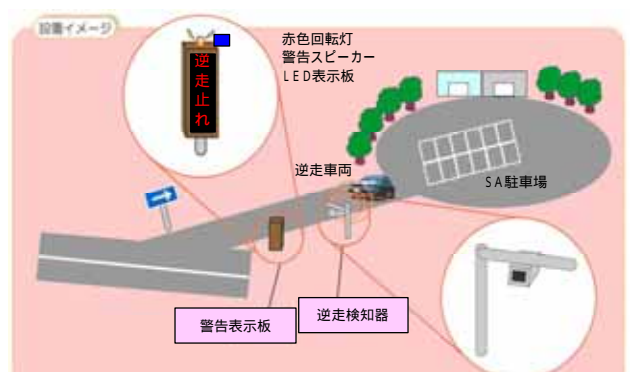 設置イメージ
逆走止れ
赤色回転灯
警告スピーカー
LED表示板
逆走車両
SA駐車場
警告表示板
逆走検知器